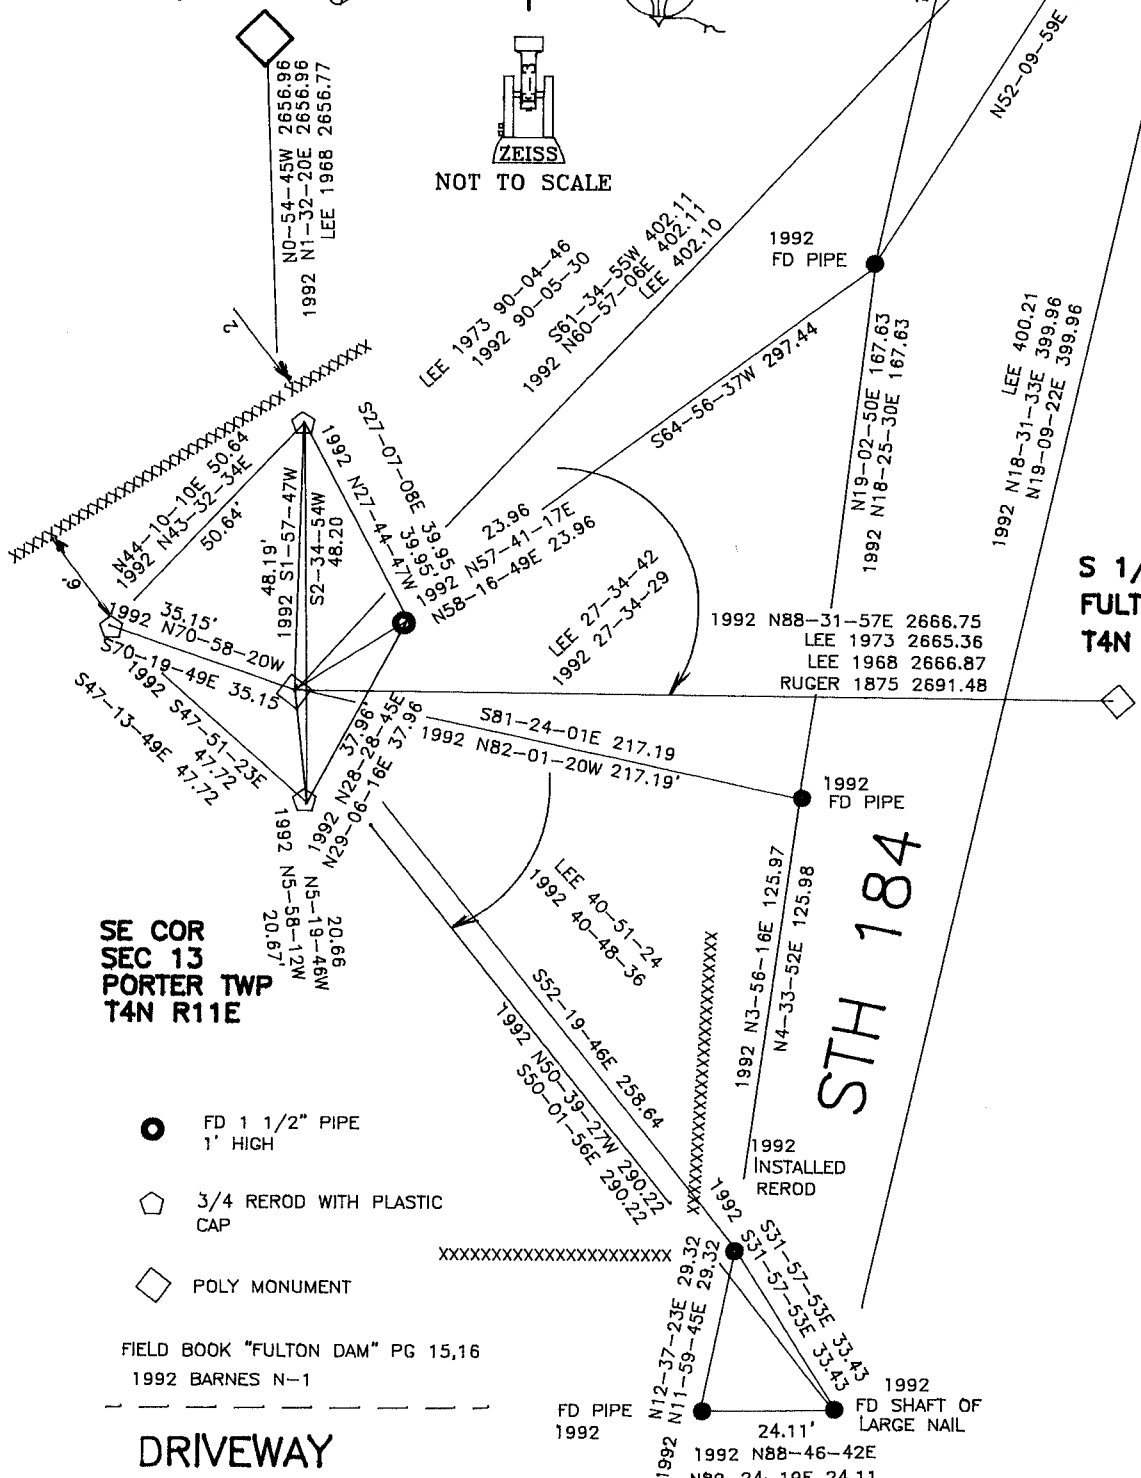 ZEISS
NOT TO SCALE
N0-54-45W 2656.96
1992 N1-32-20E 2656.96
LEE 1968 2656.77
N52-09-59E
LEE 1973 90-04-46
1992 90-05-30
S61-34-55W 402.11
1992 N60-57-06E 402.11
LEE 402.10
1992
FD PIPE
S64-56-37W 297.44
N19-02-50E 167.63
1992 N18-25-30E 167.63
LEE 400.21
1992 N18-31-33E 399.96
N19-09-22E 399.96
2
N44-10-10E 50.64
1992 N43-32-34E
50.64'
48.19'
1992 S1-57-47W
S2-34-54W
48.20
S27-07-08E 39.95
39.95'
1992 N27-44-47W
23.96
1992 N57-41-17E
N58-16-49E 23.96
6'
35.15'
1992 N70-58-20W
S70-19-49E 35.15
1992 S47-51-23E
47.72
S47-13-49E 47.72
LEE 27-34-42
1992 27-34-29
1992 N88-31-57E 2666.75
LEE 1973 2665.36
LEE 1968 2666.87
RUGER 1875 2691.48
S 1/
FULT
T4N
37.96'
1992 N28-28-45E
N29-06-16E 37.96
S81-24-01E 217.19
1992 N82-01-20W 217.19'
1992
FD PIPE
20.66
N5-19-46W
1992 N5-58-12W
20.67'
LEE 40-51-24
1992 40-48-36
SE COR
SEC 13
PORTER TWP
T4N R11E
S52-19-46E 258.64
1992 N50-39-27W 290.22
S50-01-56E 290.22
1992 N3-56-16E 125.97
N4-33-52E 125.98
STH 184
FD 1 1/2" PIPE
1' HIGH
3/4 REROD WITH PLASTIC
CAP
POLY MONUMENT
1992
INSTALLED
REROD
XXXXXXXXXXXXXXXXXXXXXX
1992
S31-57-53E 33.43
S31-57-53E 33.43
N12-37-23E 29.32
1992 N11-59-45E 29.32
FIELD BOOK "FULTON DAM" PG 15,16
1992 BARNES N-1
DRIVEWAY
FD PIPE
1992
1992
FD SHAFT OF
LARGE NAIL
24.11'
1992 N88-46-42E